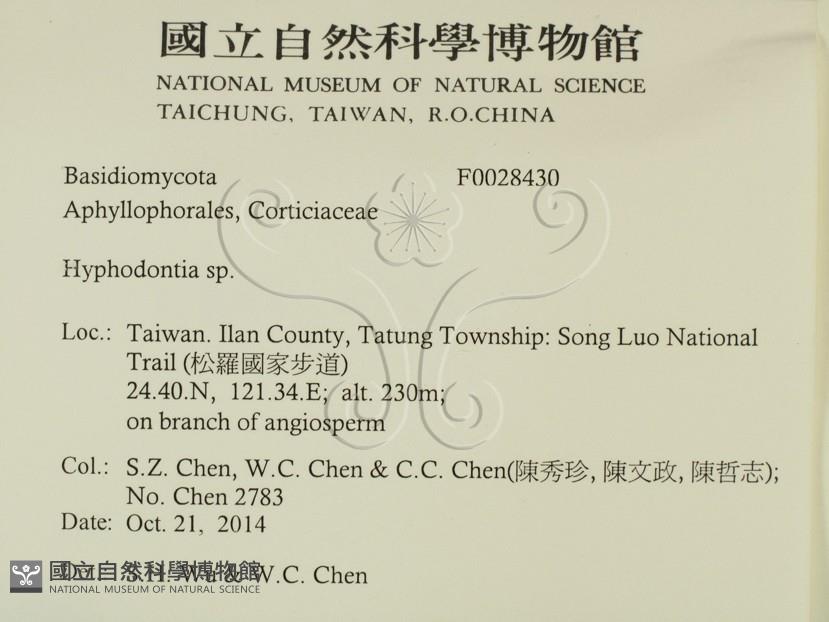 國立自然科學博物館
NATIONAL MUSEUM OF NATURAL SCIENCE
TAICHUNG, TAIWAN, R.O.CHINA
Basidiomycota F0028430
Aphyllophorales, Corticiaceae
Hyphodontia sp.
Loc.: Taiwan. Ilan County, Tatung Township: Song Luo National
Trail (松羅國家步道)
24.40.N, 121.34.E; alt. 230m;
on branch of angiosperm
Col.: S.Z. Chen, W.C. Chen & C.C. Chen(陳秀珍, 陳文政, 陳哲志);
No. Chen 2783
Date: Oct. 21, 2014
S.H. Wu & W.C. Chen
國立自然科學博物館
NATIONAL MUSEUM OF NATURAL SCIENCE